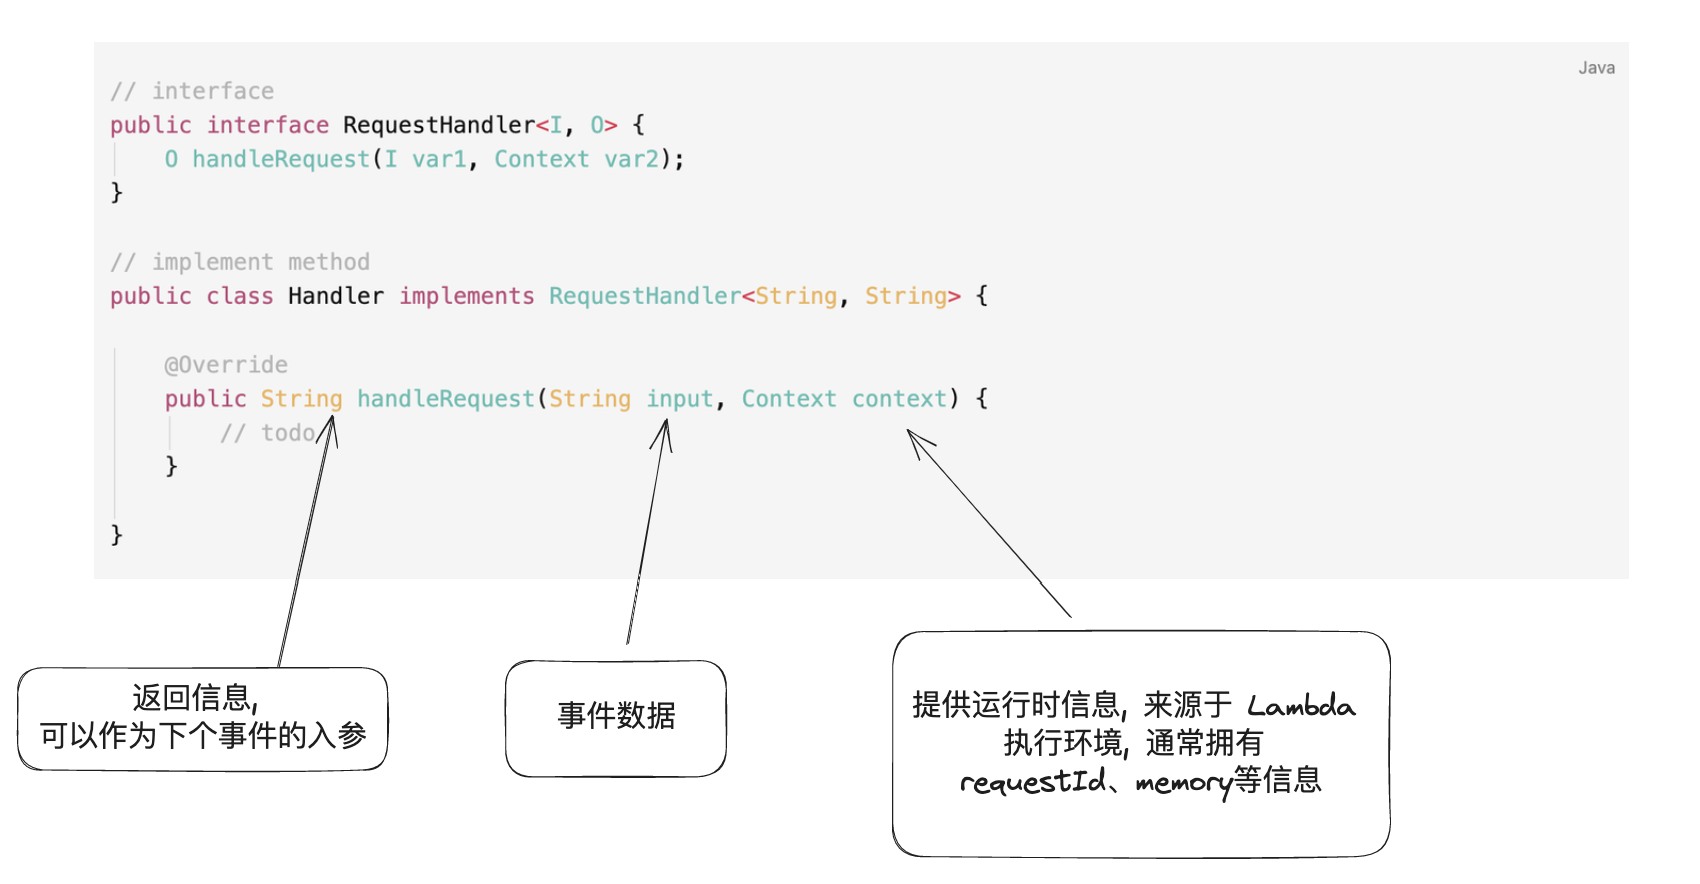 Java
// interface
public interface RequestHandler<I, O> {
O handleRequest(I var1, Context var2);
}
// implement method
public class Handler implements RequestHandler<String, String> {
@Override
public String handleRequest(String input, Context context) {
// todo
}
}
返回信息,
可以作为下个事件的入参
事件数据
提供运行时信息, 来源于 Lambda
执行环境, 通常拥有
requestId、memory等信息